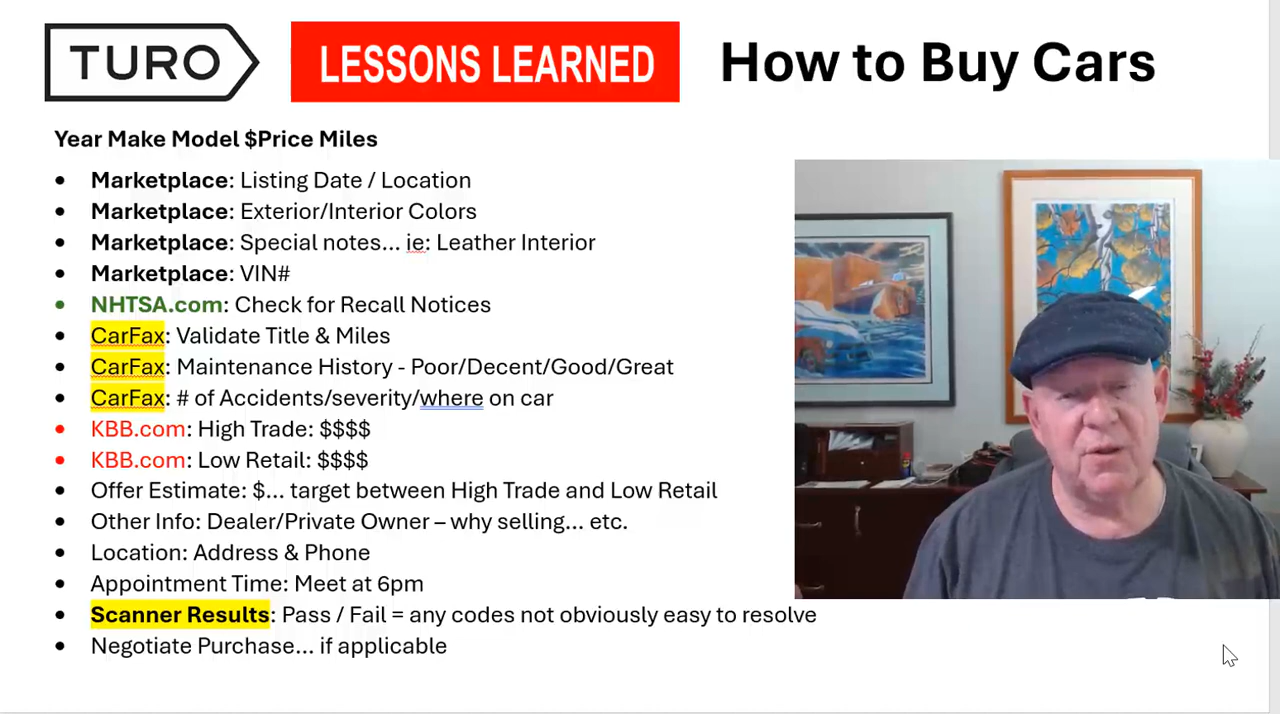 TURO
LESSONS LEARNED
How to Buy Cars
Year Make Model $Price Miles
• Marketplace: Listing Date / Location
• Marketplace: Exterior/Interior Colors
• Marketplace: Special notes... ie: Leather Interior
• Marketplace: VIN#
• NHTSA.com: Check for Recall Notices
• CarFax: Validate Title & Miles
• CarFax: Maintenance History - Poor/Decent/Good/Great
• CarFax: # of Accidents/severity/where on car
• KBB.com: High Trade: $$$$
• KBB.com: Low Retail: $$$$
• Offer Estimate: $... target between High Trade and Low Retail
• Other Info: Dealer/Private Owner – why selling... etc.
• Location: Address & Phone
• Appointment Time: Meet at 6pm
• Scanner Results: Pass / Fail = any codes not obviously easy to resolve
• Negotiate Purchase... if applicable